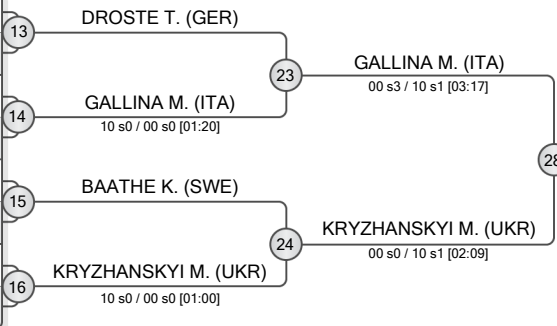 DROSTE T. (GER)
13
23
GALLINA M. (ITA)
00 s3 / 10 s1 [03:17]
GALLINA M. (ITA)
14
10 s0 / 00 s0 [01:20]
28
BAATHE K. (SWE)
15
KRYZHANSKYI M. (UKR)
24
00 s0 / 10 s1 [02:09]
KRYZHANSKYI M. (UKR)
16
10 s0 / 00 s0 [01:00]